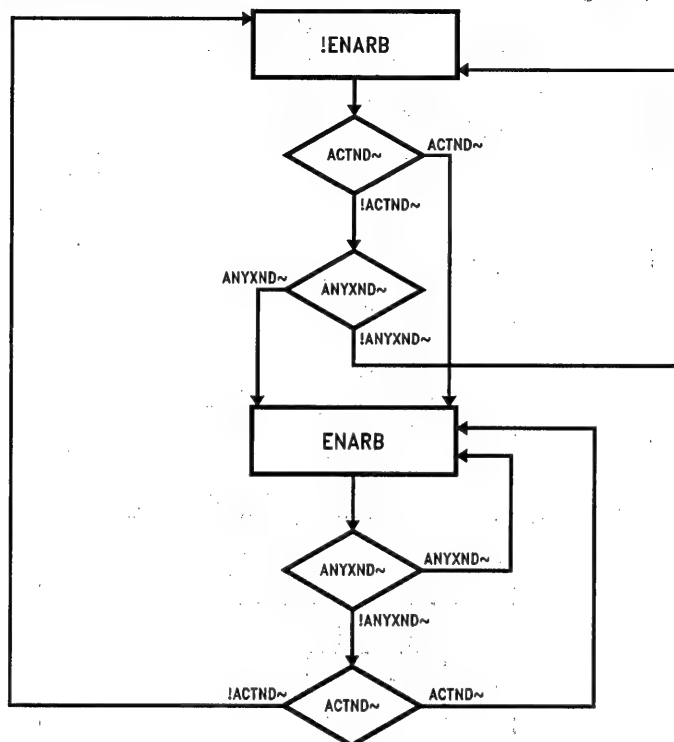 !ENARB
ACTND~
ACTND~
!ACTND~
ANYXND~
ANYXND~
!ANYXND~
ENARB
ANYXND~
ANYXND~
!ANYXND~
!ACTND~
ACTND~
ACTND~